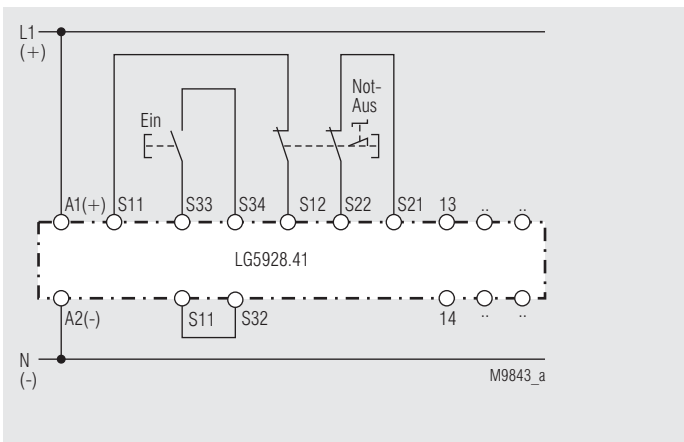 L1
(+)
Not-
Aus
Ein
A1(+) S11 S33 S34 S12 S22 S21 13 .. ..
LG5928.41
A2(-) S11 S32 14 .. ..
N
(-)
M9843_a